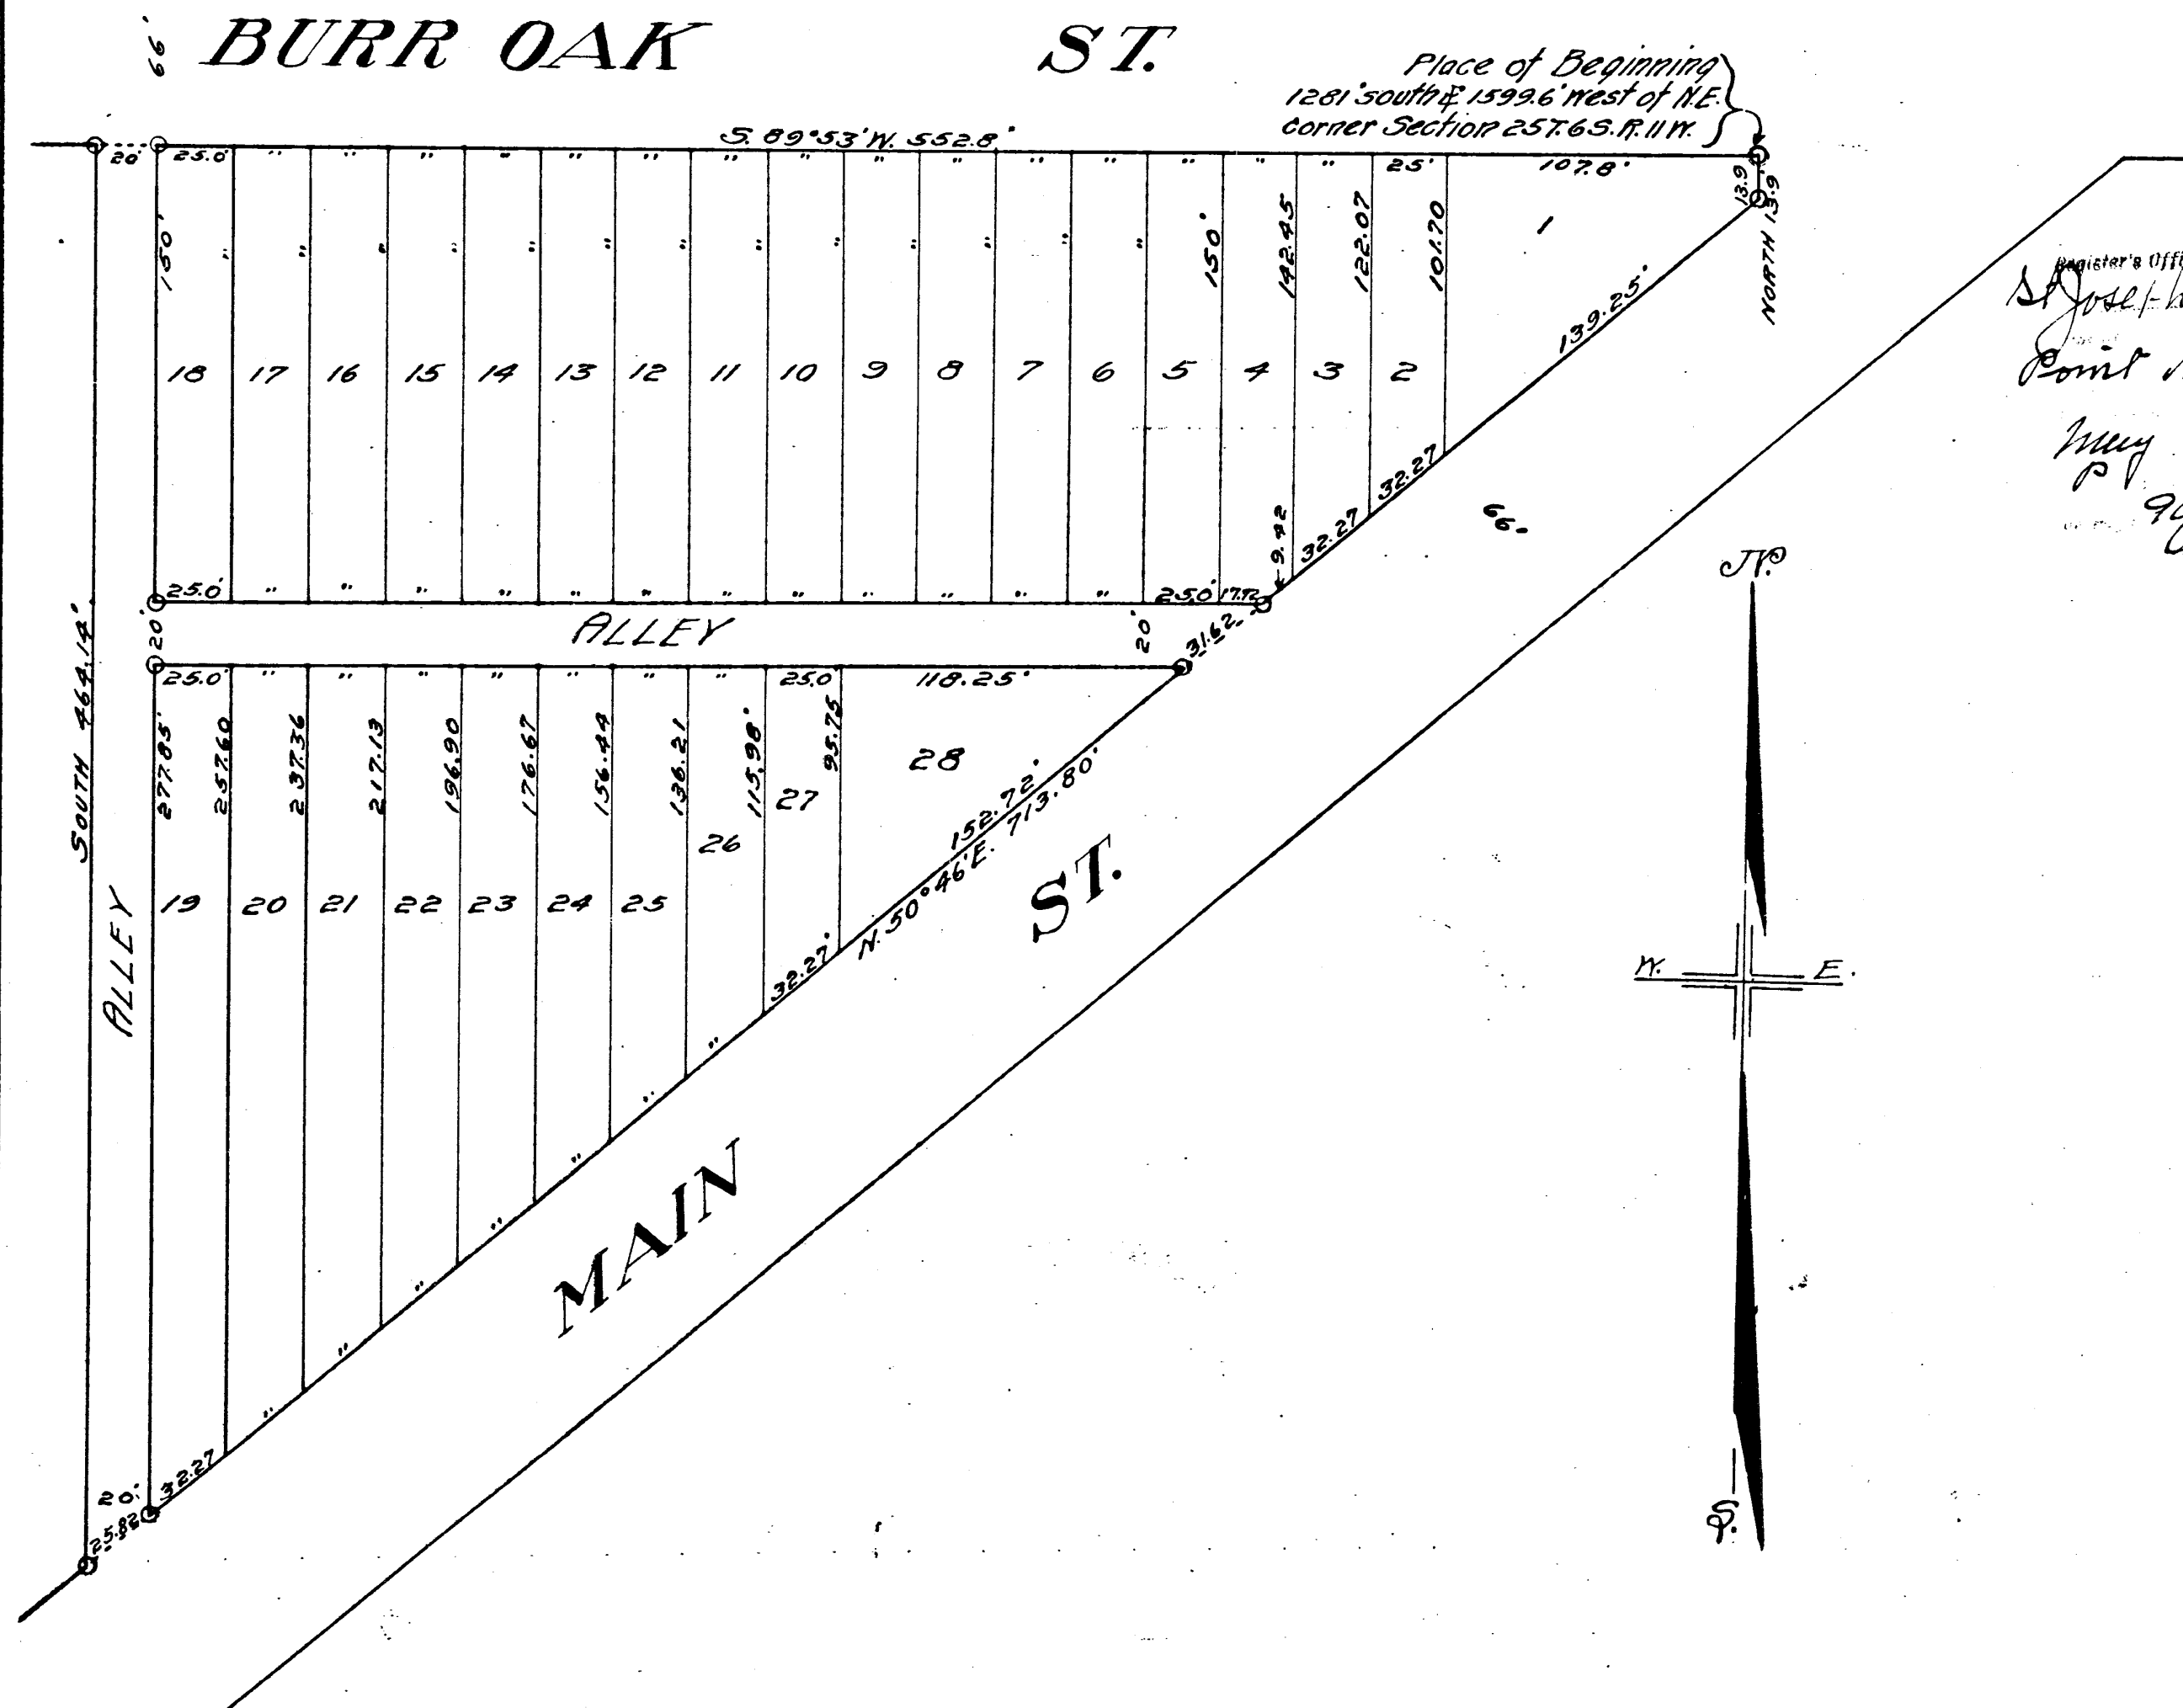 66'
BURR OAK ST.
Place of Beginning
1281' south & 1599.6' west of N.E.
corner Section 25 T. 6 S. R. 11 W.
S. 89° 53' W. 552.8'
20' 25.0' " " " " " " " " " " " " " " " 25' 107.8'
13.9'
NORTH 13.9
150' " " " " " " " " " " " " " 150' 142.45 122.07 101.70
1
139.25'
Register's Offi
St Joseph
Point
18 17 16 15 14 13 12 11 10 9 8 7 6 5 4 3 2
32.27
32.27
9.42
66'
25.0' " " " " " " " " " " " " 25.0' 17.72
ALLEY
20' 20'
31.62'
SOUTH 464.14'
25.0' " " " " " " " 25.0 118.25'
277.85' 257.60 237.36 217.13 196.90 176.67 156.44 136.21 115.98' 95.75
28
27
26
152.72'
N. 50° 46' E. 713.80'
19 20 21 22 23 24 25
ALLEY
32.27'
" " " " " " "
32.27
20'
25.82
MAIN ST.
N.
W. E.
S.